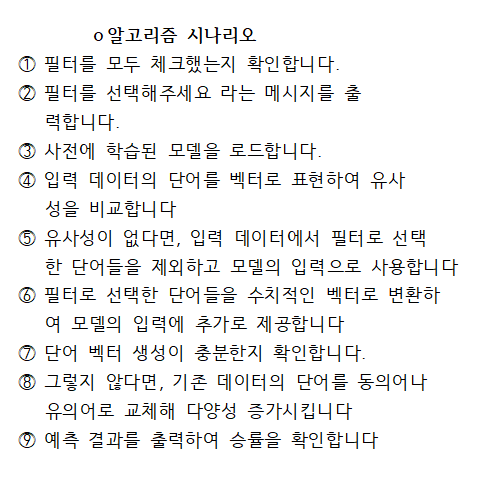 o 알고리즘 시나리오
① 필터를 모두 체크했는지 확인합니다.
② 필터를 선택해주세요 라는 메시지를 출
력합니다.
③ 사전에 학습된 모델을 로드합니다.
④ 입력 데이터의 단어를 벡터로 표현하여 유사
성을 비교합니다
⑤ 유사성이 없다면, 입력 데이터에서 필터로 선택
한 단어들을 제외하고 모델의 입력으로 사용합니다
⑥ 필터로 선택한 단어들을 수치적인 벡터로 변환하
여 모델의 입력에 추가로 제공합니다
⑦ 단어 벡터 생성이 충분한지 확인합니다.
⑧ 그렇지 않다면, 기존 데이터의 단어를 동의어나
유의어로 교체해 다양성 증가시킵니다
⑨ 예측 결과를 출력하여 승률을 확인합니다